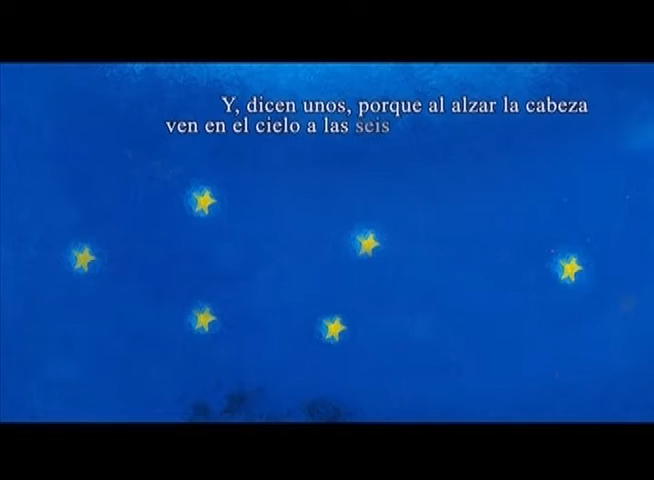 Y, dicen unos, porque al alzar la cabeza
ven en el cielo a las seis